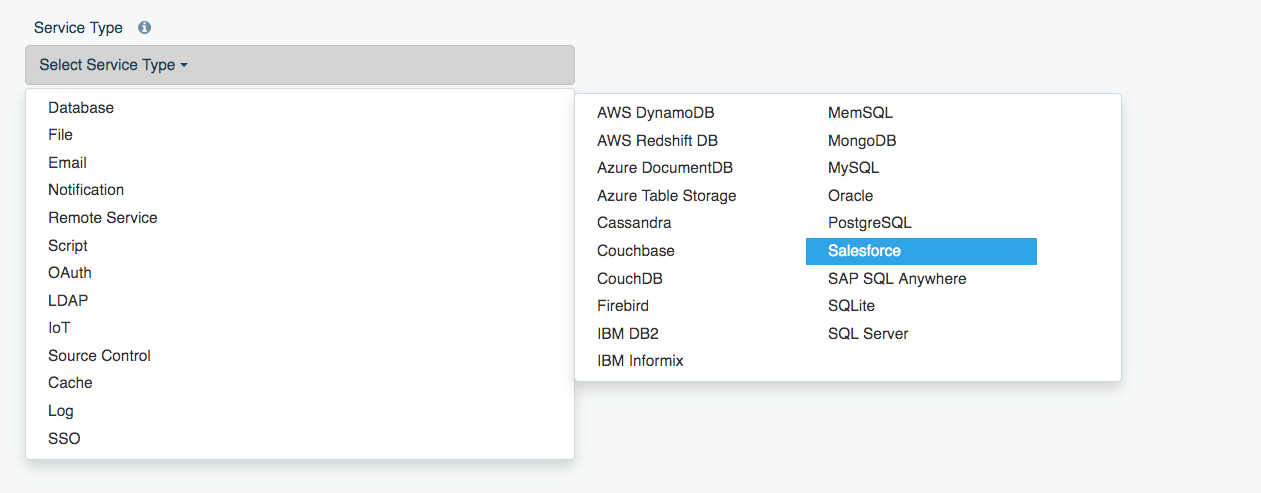 Service Type
Select Service Type
Database
File
Email
Notification
Remote Service
Script
OAuth
LDAP
IoT
Source Control
Cache
Log
SSO
AWS DynamoDB
AWS Redshift DB
Azure DocumentDB
Azure Table Storage
Cassandra
Couchbase
CouchDB
Firebird
IBM DB2
IBM Informix
MemSQL
MongoDB
MySQL
Oracle
PostgreSQL
Salesforce
SAP SQL Anywhere
SQLite
SQL Server